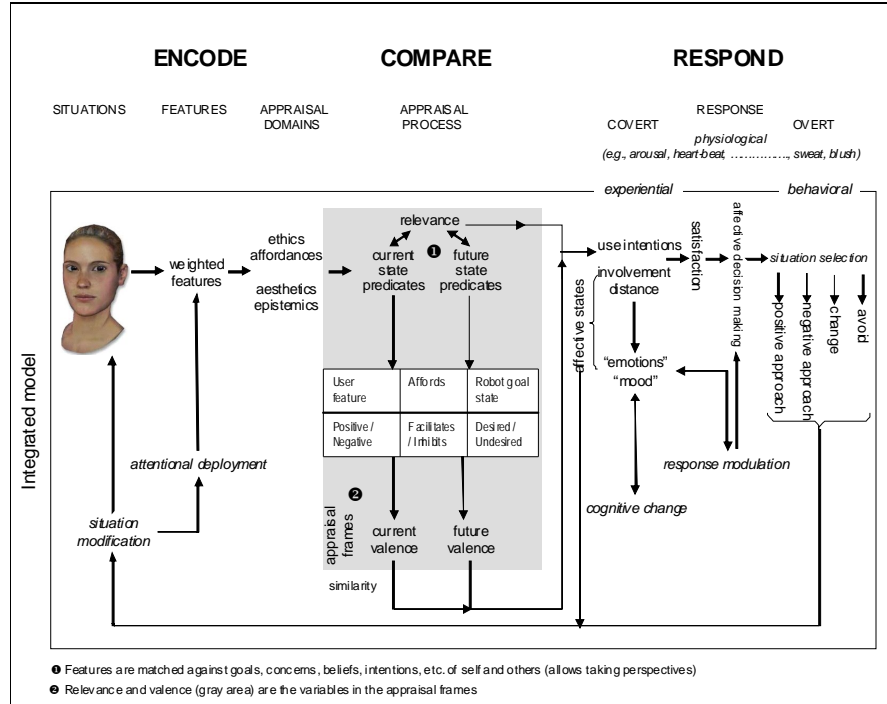 ENCODE COMPARE RESPOND
SITUATIONS FEATURES APPRAISAL DOMAINS APPRAISAL PROCESS RESPONSE
COVERT OVERT
physiological
(e.g., arousal, heart-beat, ……………, sweat, blush)
experiential behavioral
Integrated model
weighted
features
ethics
affordances
aesthetics
epistemics
relevance
❶
current
state
predicates
future
state
predicates
User
feature
Affords
Robot goal
state
Positive /
Negative
Facilitates
/ Inhibits
Desired /
Undesired
❷
appraisal
frames
current
valence
future
valence
similarity
attentional deployment
situation
modification
use intentions
involvement
distance
affective states
"emotions"
"mood"
cognitive change
satisfaction
affective decision making
response modulation
situation selection
positive approach
negative approach
change
avoid
❶ Features are matched against goals, concerns, beliefs, intentions, etc. of self and others (allows taking perspectives)
❷ Relevance and valence (gray area) are the variables in the appraisal frames